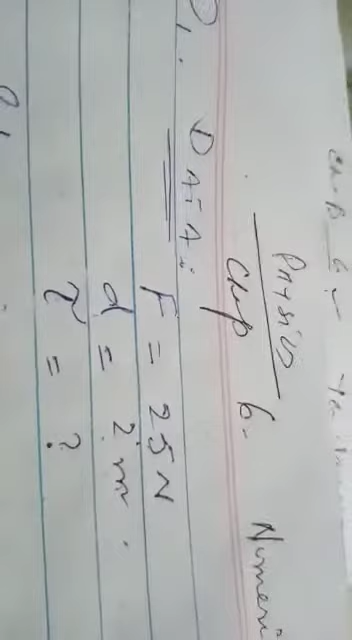 Physics
Chap 6. Numeri
1. DATA:
F = 25N
d = 2m.
τ = ?